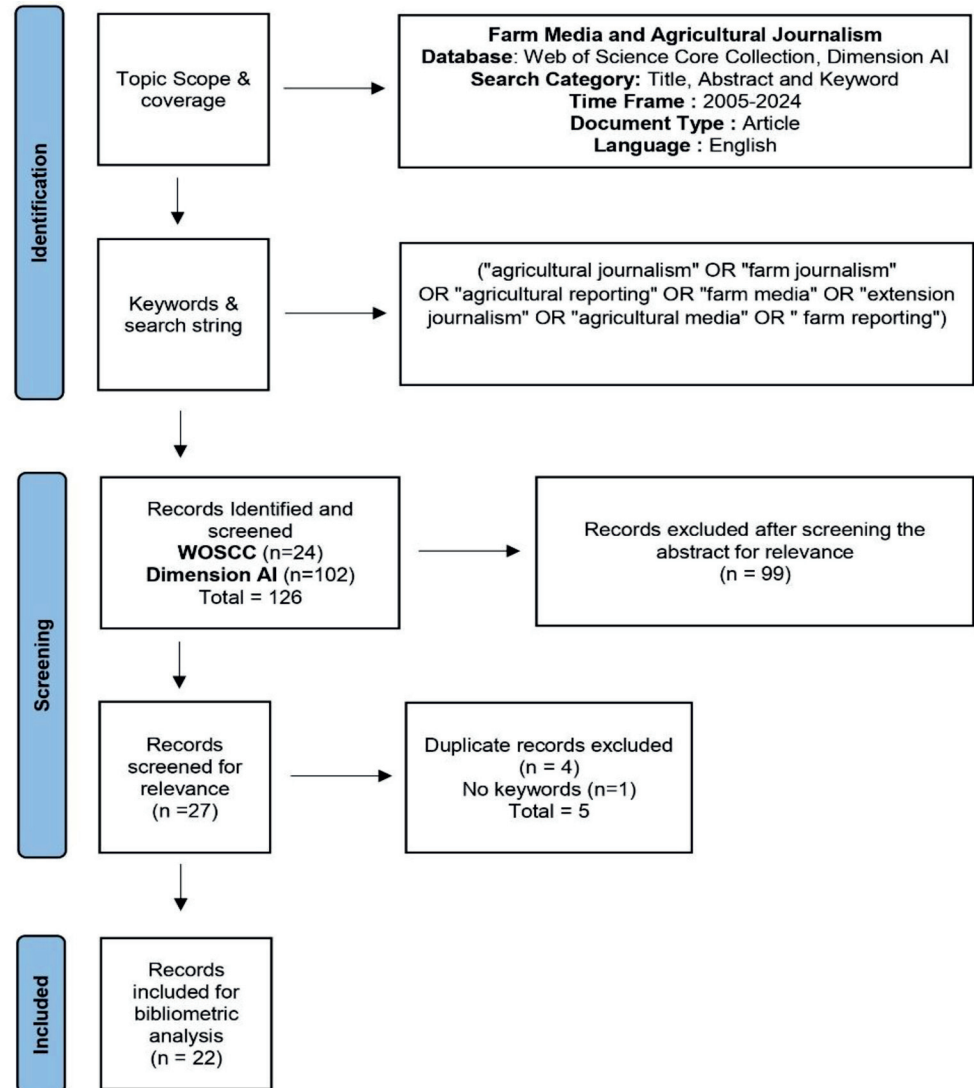 Identification
Topic Scope &
coverage
Farm Media and Agricultural Journalism
Database: Web of Science Core Collection, Dimension AI
Search Category: Title, Abstract and Keyword
Time Frame : 2005-2024
Document Type : Article
Language : English
Keywords &
search string
("agricultural journalism" OR "farm journalism"
OR "agricultural reporting" OR "farm media" OR "extension
journalism" OR "agricultural media" OR " farm reporting")
Screening
Records Identified and
screened
WOSCC (n=24)
Dimension AI (n=102)
Total = 126
Records excluded after screening the
abstract for relevance
(n = 99)
Records
screened for
relevance
(n =27)
Duplicate records excluded
(n = 4)
No keywords (n=1)
Total = 5
Included
Records
included for
bibliometric
analysis
(n = 22)